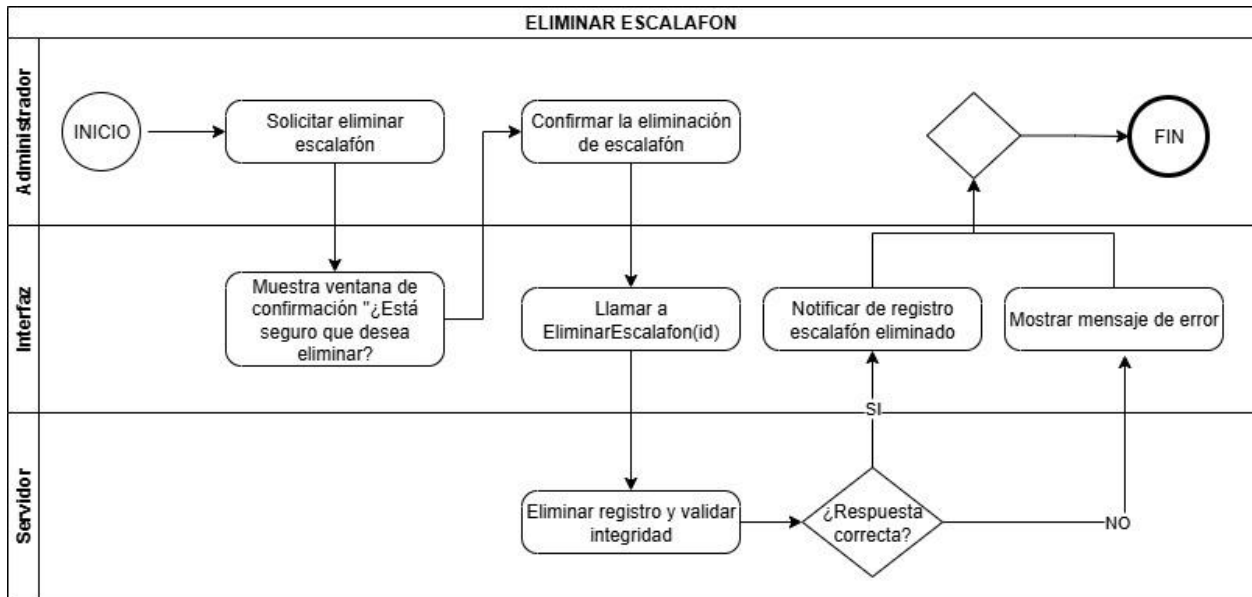 ELIMINAR ESCALAFON
Administrador
INICIO
Solicitar eliminar
escalafón
Confirmar la eliminación
de escalafón
FIN
Interfaz
Muestra ventana de
confirmación "¿Está
seguro que desea
eliminar?
Llamar a
EliminarEscalafon(id)
Notificar de registro
escalafón eliminado
Mostrar mensaje de error
Servidor
Eliminar registro y validar
integridad
¿Respuesta
correcta?
SI
NO